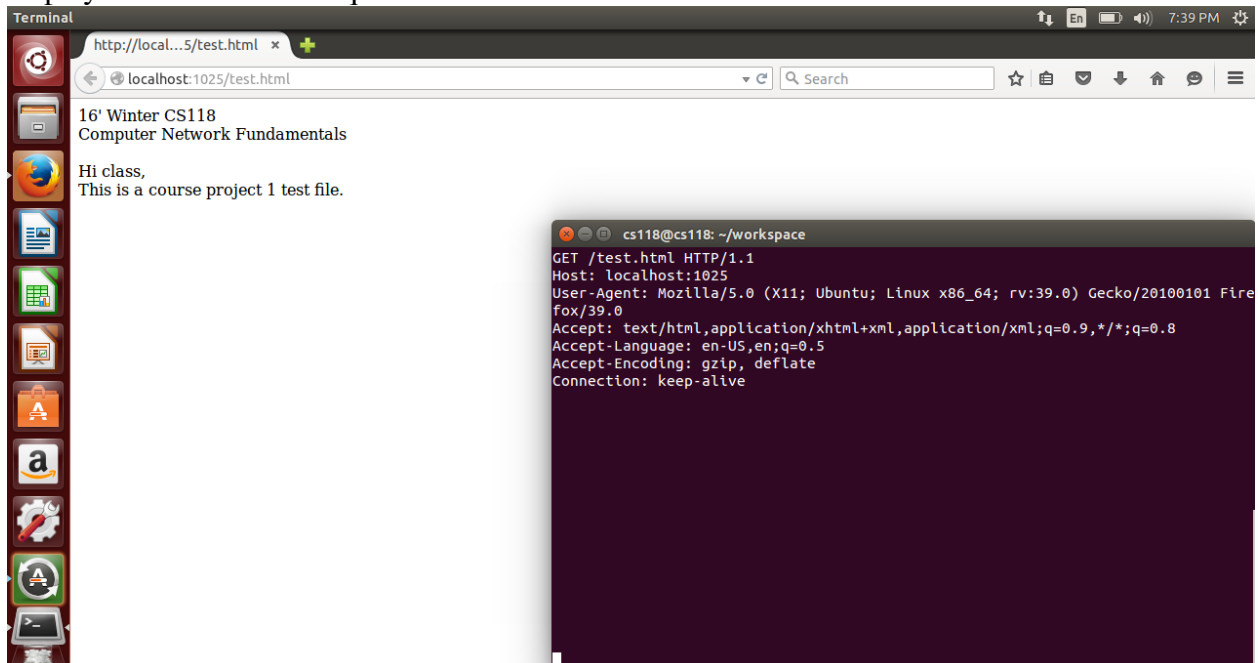 Terminal
En
7:39 PM
http://local...5/test.html
localhost:1025/test.html
Search
16' Winter CS118
Computer Network Fundamentals
Hi class,
This is a course project 1 test file.
cs118@cs118: ~/workspace
GET /test.html HTTP/1.1
Host: localhost:1025
User-Agent: Mozilla/5.0 (X11; Ubuntu; Linux x86_64; rv:39.0) Gecko/20100101 Fire
fox/39.0
Accept: text/html,application/xhtml+xml,application/xml;q=0.9,*/*;q=0.8
Accept-Language: en-US,en;q=0.5
Accept-Encoding: gzip, deflate
Connection: keep-alive